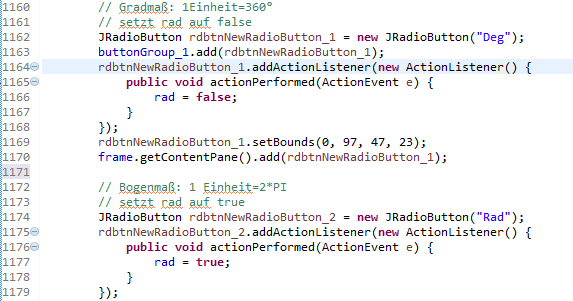 1160 // Gradmaß: 1Einheit=360°
1161 // setzt rad auf false
1162 JRadioButton rdbtnNewRadioButton_1 = new JRadioButton("Deg");
1163 buttonGroup_1.add(rdbtnNewRadioButton_1);
1164 rdbtnNewRadioButton_1.addActionListener(new ActionListener() {
1165 public void actionPerformed(ActionEvent e) {
1166 rad = false;
1167 }
1168 });
1169 rdbtnNewRadioButton_1.setBounds(0, 97, 47, 23);
1170 frame.getContentPane().add(rdbtnNewRadioButton_1);
1171
1172 // Bogenmaß: 1 Einheit=2*PI
1173 // setzt rad auf true
1174 JRadioButton rdbtnNewRadioButton_2 = new JRadioButton("Rad");
1175 rdbtnNewRadioButton_2.addActionListener(new ActionListener() {
1176 public void actionPerformed(ActionEvent e) {
1177 rad = true;
1178 }
1179 });